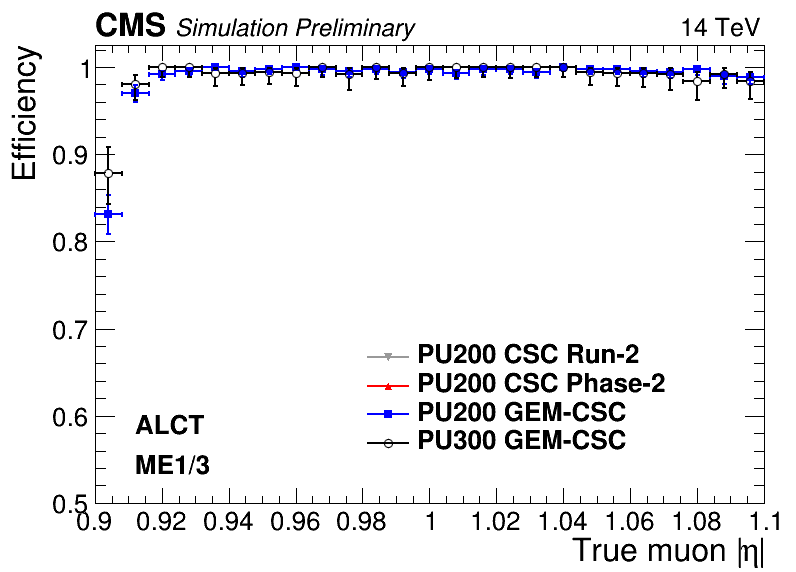 CMS Simulation Preliminary 14 TeV
Efficiency
1
0.9
0.8
0.7
0.6
0.5
PU200 CSC Run-2
PU200 CSC Phase-2
PU200 GEM-CSC
PU300 GEM-CSC
ALCT
ME1/3
0.9 0.92 0.94 0.96 0.98 1 1.02 1.04 1.06 1.08 1.1
True muon |η|